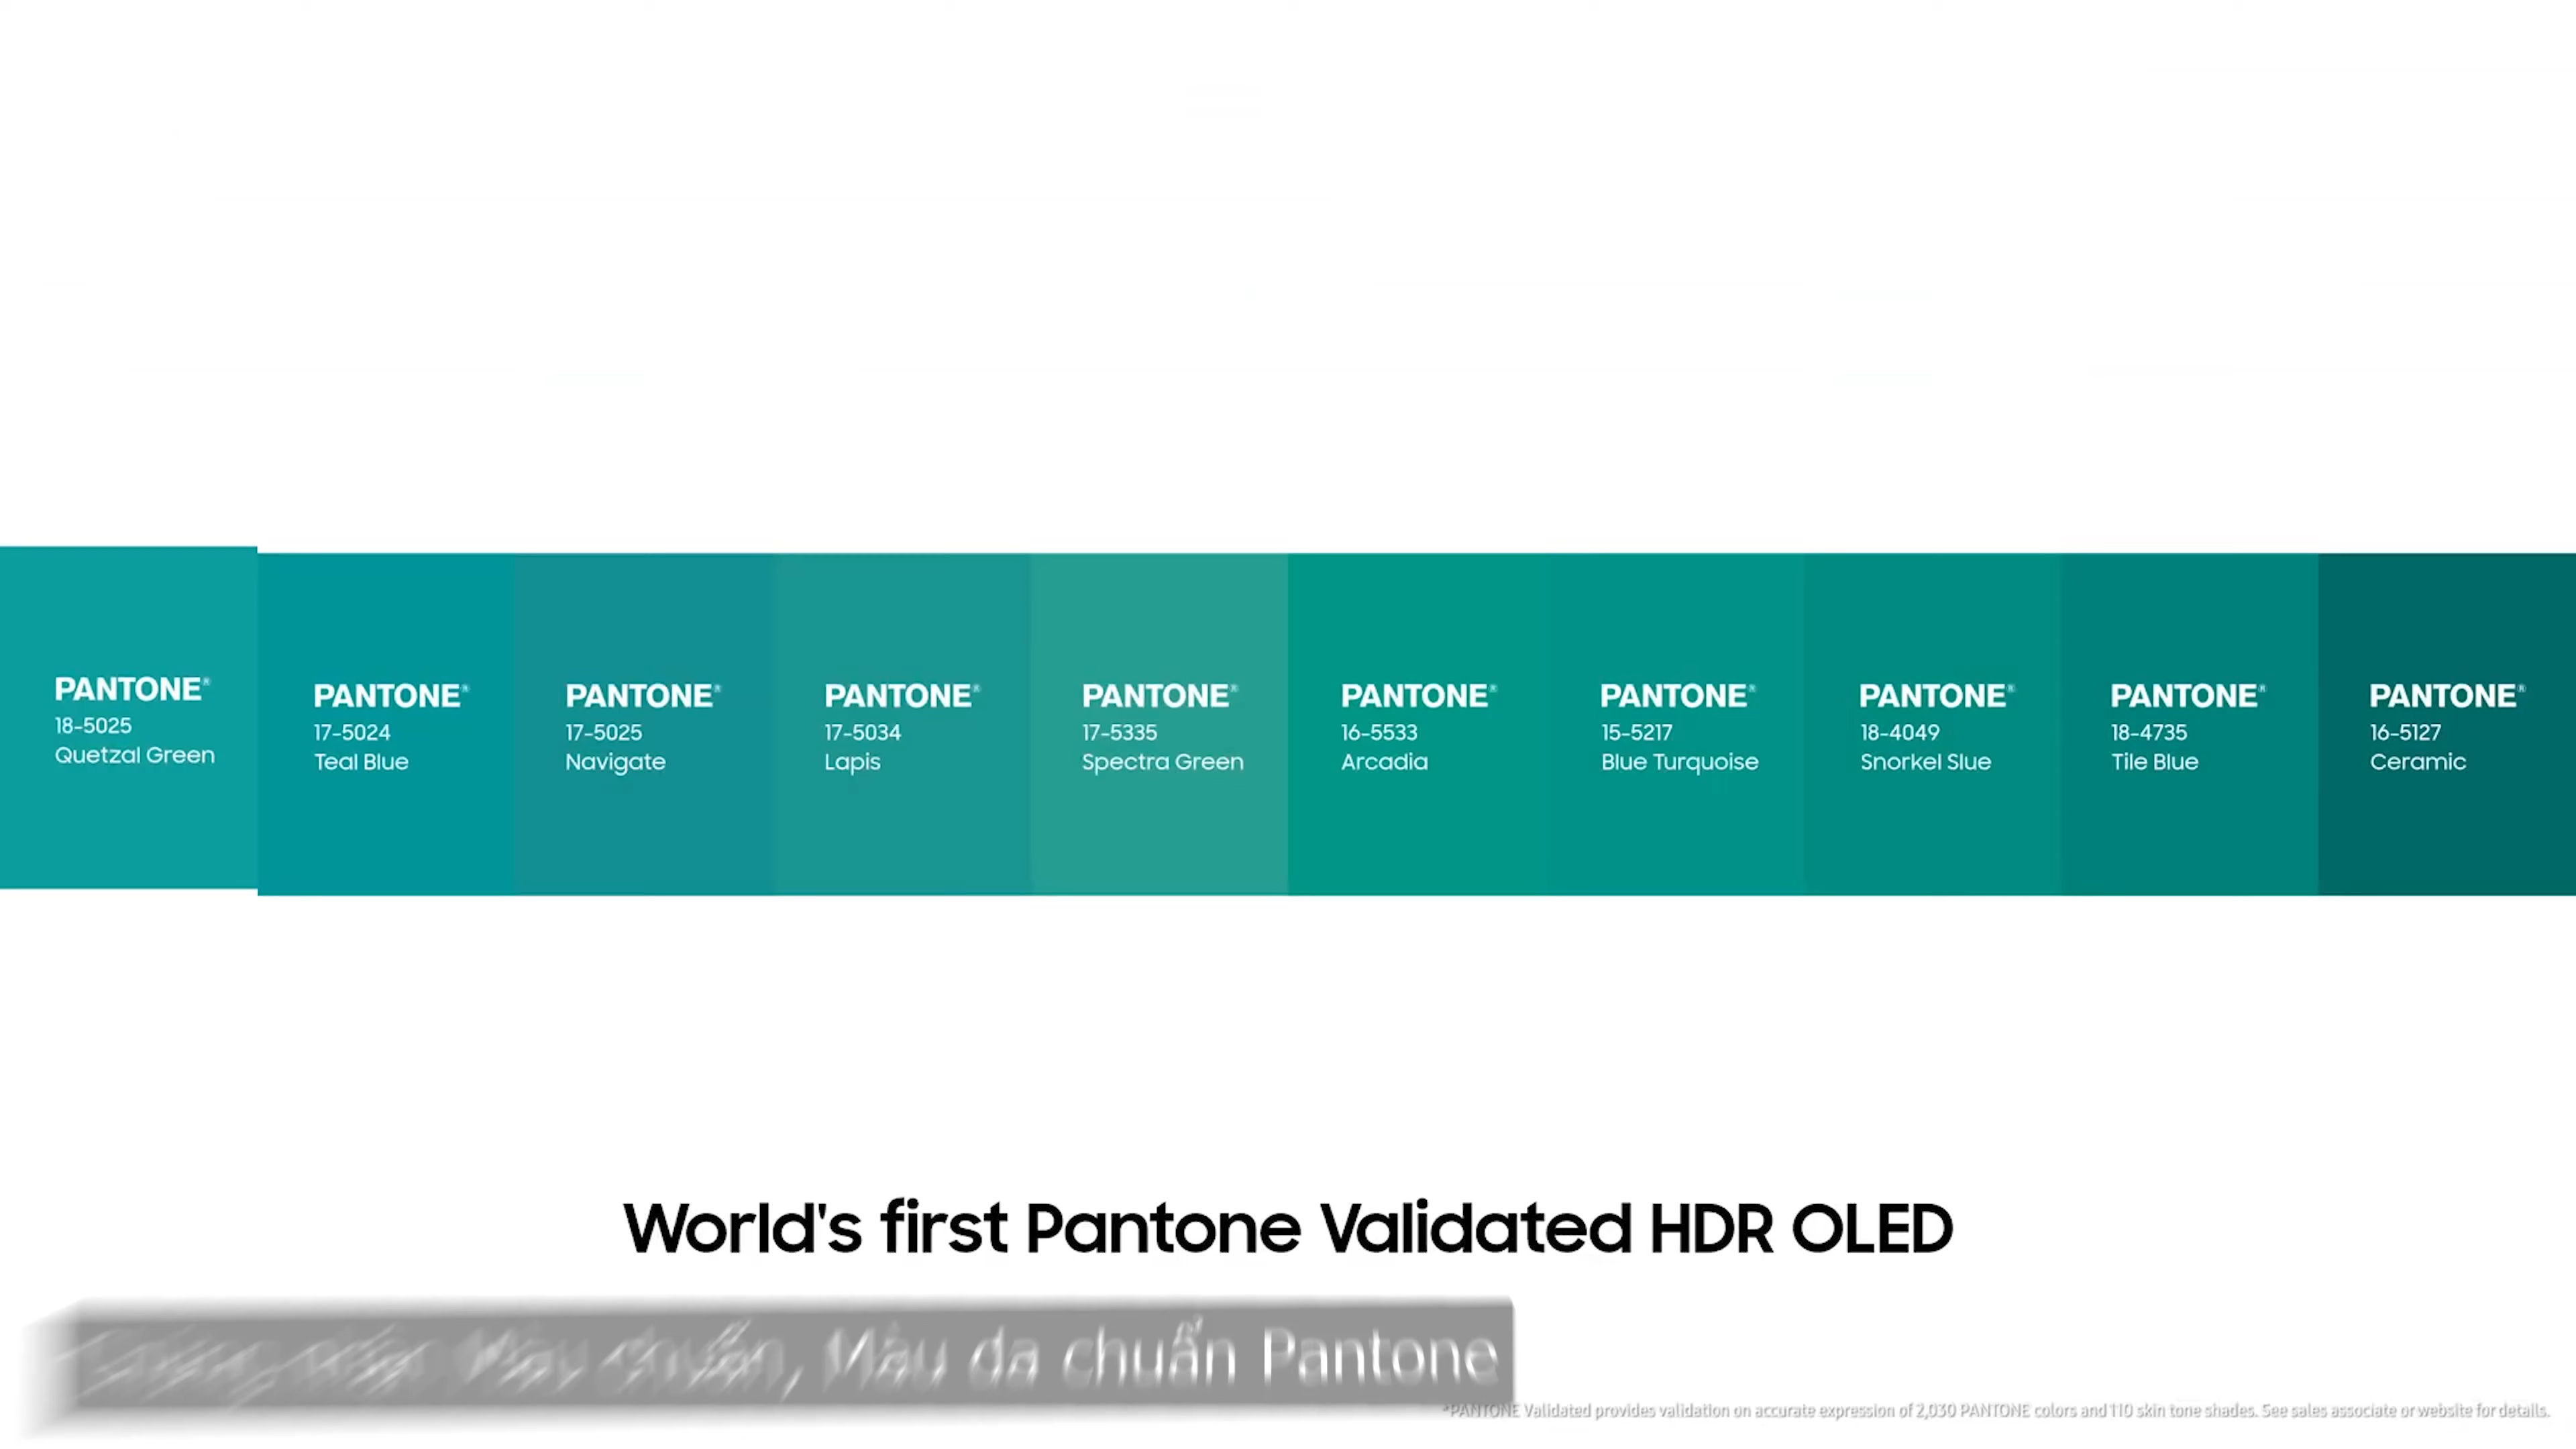 PANTONE®
18-5025
Quetzal Green
PANTONE®
17-5024
Teal Blue
PANTONE®
17-5025
Navigate
PANTONE®
17-5034
Lapis
PANTONE®
17-5335
Spectra Green
PANTONE®
16-5533
Arcadia
PANTONE®
15-5217
Blue Turquoise
PANTONE®
18-4049
Snorkel Slue
PANTONE®
18-4735
Tile Blue
PANTONE®
16-5127
Ceramic
World's first Pantone Validated HDR OLED
Màu chuẩn, Màu da chuẩn Pantone
*PANTONE Validated provides validation on accurate expression of 2,030 PANTONE colors and 110 skin tone shades. See sales associate or website for details.